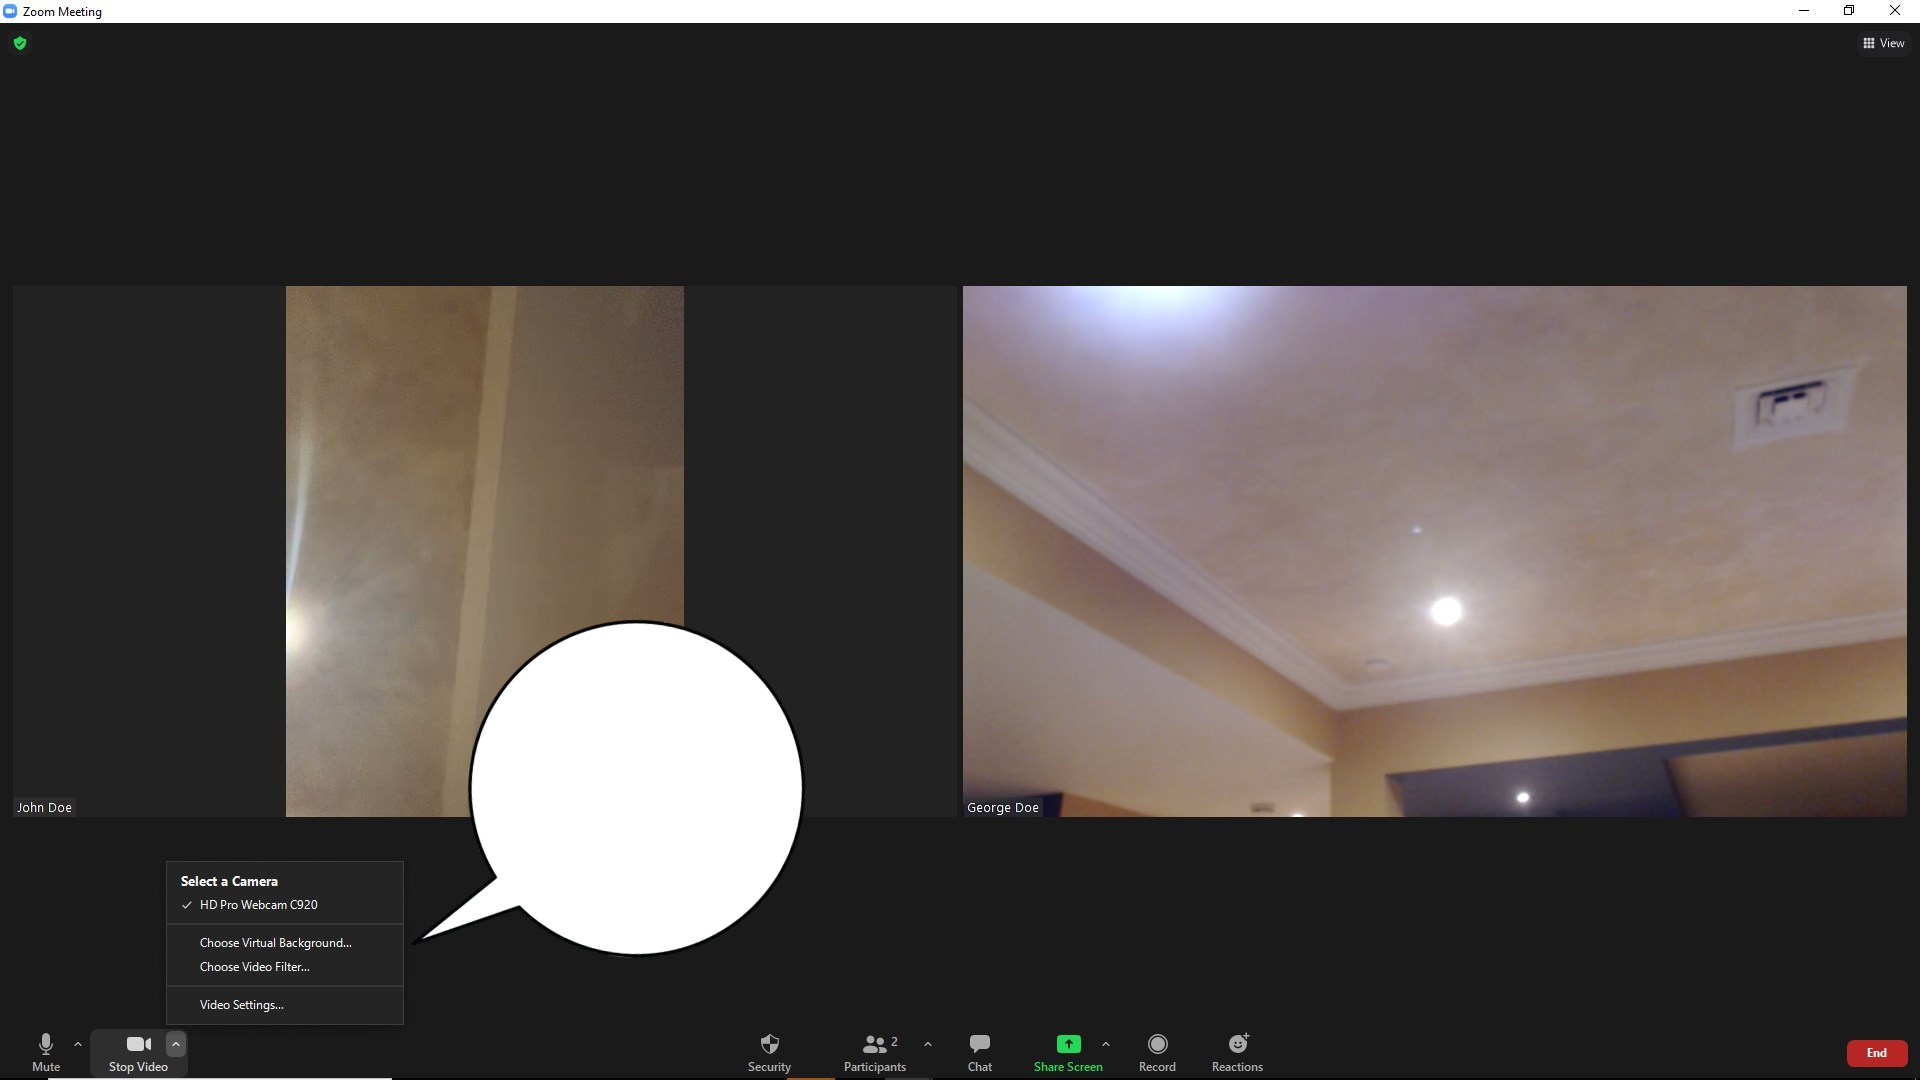 Zoom Meeting
View
John Doe
George Doe
Select a Camera
HD Pro Webcam C920
Choose Virtual Background...
Choose Video Filter...
Video Settings...
Mute
Stop Video
Security
2
Participants
Chat
Share Screen
Record
Reactions
End